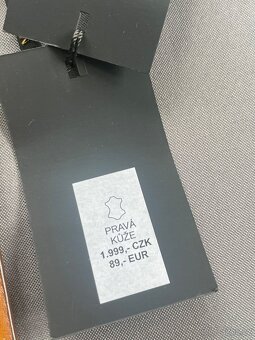 PRAVÁ
KŮŽE
1.999,- CZK
89,- EUR